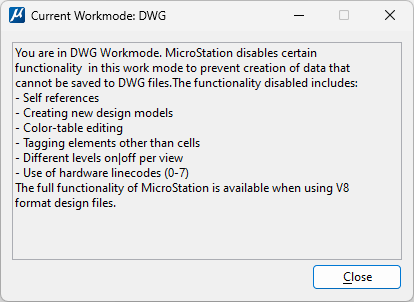 µ Current Workmode: DWG
You are in DWG Workmode. MicroStation disables certain
functionality  in this work mode to prevent creation of data that
cannot be saved to DWG files.The functionality disabled includes:
- Self references
- Creating new design models
- Color-table editing
- Tagging elements other than cells
- Different levels on|off per view
- Use of hardware linecodes (0-7)
The full functionality of MicroStation is available when using V8
format design files.
Close